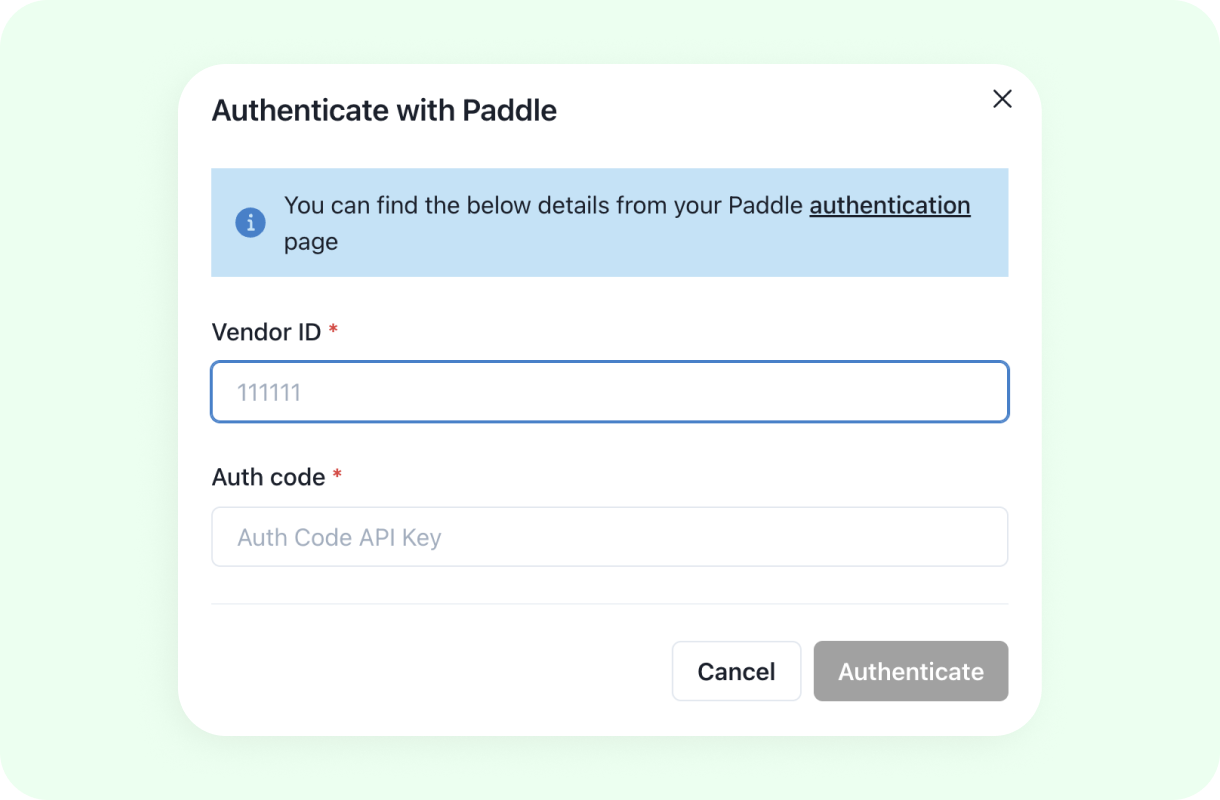 Authenticate with Paddle
You can find the below details from your Paddle authentication
page
Vendor ID *
111111
Auth code *
Auth Code API Key
Cancel
Authenticate